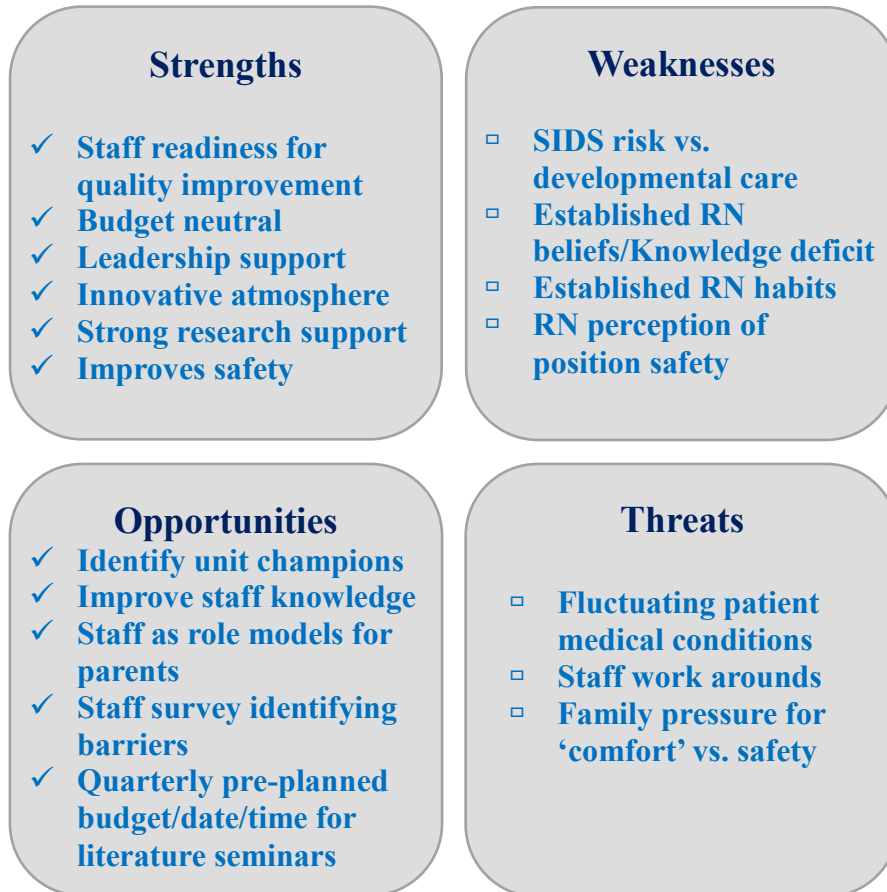 Strengths
✓ Staff readiness for
quality improvement
✓ Budget neutral
✓ Leadership support
✓ Innovative atmosphere
✓ Strong research support
✓ Improves safety
Weaknesses
▫ SIDS risk vs.
developmental care
▫ Established RN
beliefs/Knowledge deficit
▫ Established RN habits
▫ RN perception of
position safety
Opportunities
✓ Identify unit champions
✓ Improve staff knowledge
✓ Staff as role models for
parents
✓ Staff survey identifying
barriers
✓ Quarterly pre-planned
budget/date/time for
literature seminars
Threats
▫ Fluctuating patient
medical conditions
▫ Staff work arounds
▫ Family pressure for
‘comfort’ vs. safety